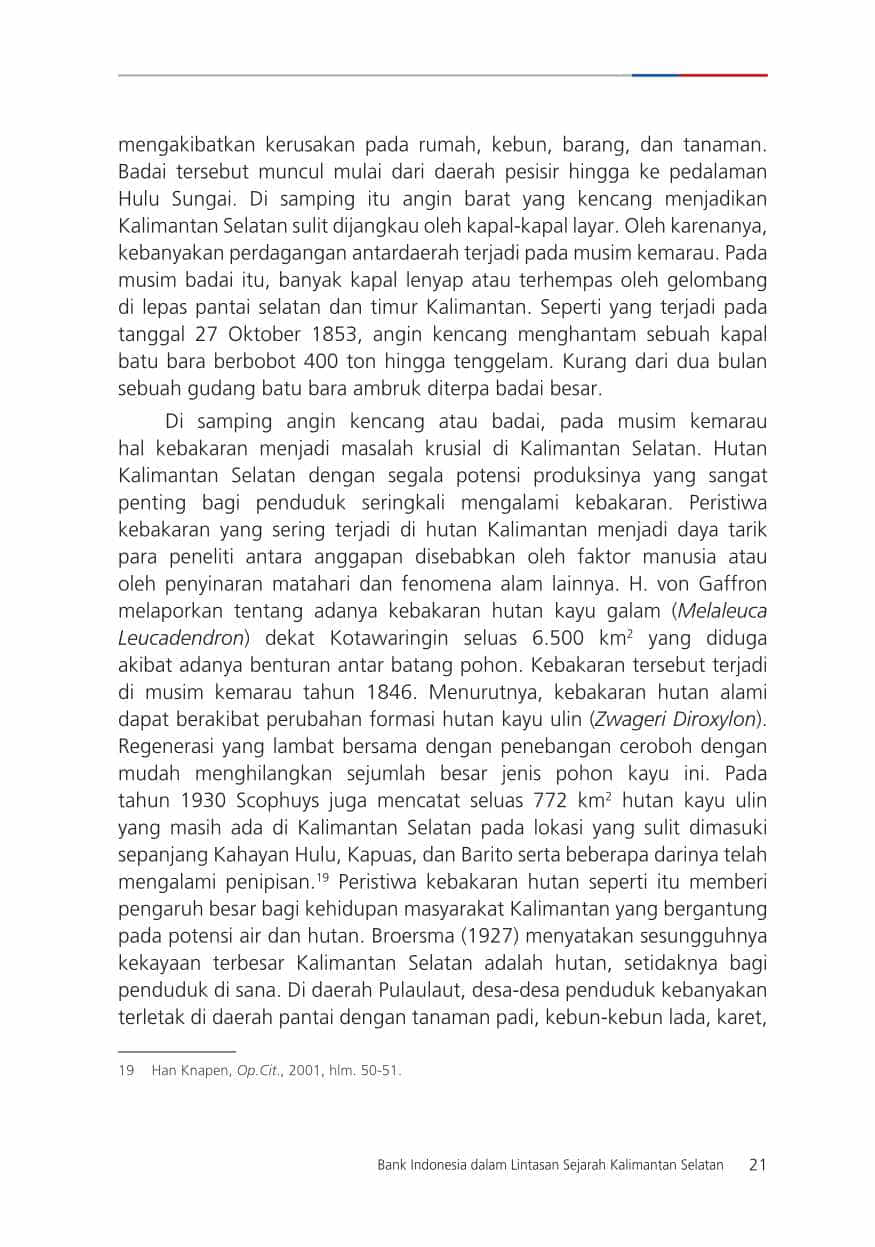 mengakibatkan kerusakan pada rumah, kebun, barang, dan tanaman.
Badai tersebut muncul mulai dari daerah pesisir hingga ke pedalaman
Hulu Sungai. Di samping itu angin barat yang kencang menjadikan
Kalimantan Selatan sulit dijangkau oleh kapal-kapal layar. Oleh karenanya,
kebanyakan perdagangan antardaerah terjadi pada musim kemarau. Pada
musim badai itu, banyak kapal lenyap atau terhempas oleh gelombang
di lepas pantai selatan dan timur Kalimantan. Seperti yang terjadi pada
tanggal 27 Oktober 1853, angin kencang menghantam sebuah kapal
batu bara berbobot 400 ton hingga tenggelam. Kurang dari dua bulan
sebuah gudang batu bara ambruk diterpa badai besar.
Di samping angin kencang atau badai, pada musim kemarau
hal kebakaran menjadi masalah krusial di Kalimantan Selatan. Hutan
Kalimantan Selatan dengan segala potensi produksinya yang sangat
penting bagi penduduk seringkali mengalami kebakaran. Peristiwa
kebakaran yang sering terjadi di hutan Kalimantan menjadi daya tarik
para peneliti antara anggapan disebabkan oleh faktor manusia atau
oleh penyinaran matahari dan fenomena alam lainnya. H. von Gaffron
melaporkan tentang adanya kebakaran hutan kayu galam (Melaleuca
Leucadendron) dekat Kotawaringin seluas 6.500 km² yang diduga
akibat adanya benturan antar batang pohon. Kebakaran tersebut terjadi
di musim kemarau tahun 1846. Menurutnya, kebakaran hutan alami
dapat berakibat perubahan formasi hutan kayu ulin (Zwageri Diroxylon).
Regenerasi yang lambat bersama dengan penebangan ceroboh dengan
mudah menghilangkan sejumlah besar jenis pohon kayu ini. Pada
tahun 1930 Scophuys juga mencatat seluas 772 km² hutan kayu ulin
yang masih ada di Kalimantan Selatan pada lokasi yang sulit dimasuki
sepanjang Kahayan Hulu, Kapuas, dan Barito serta beberapa darinya telah
mengalami penipisan.¹⁹ Peristiwa kebakaran hutan seperti itu memberi
pengaruh besar bagi kehidupan masyarakat Kalimantan yang bergantung
pada potensi air dan hutan. Broersma (1927) menyatakan sesungguhnya
kekayaan terbesar Kalimantan Selatan adalah hutan, setidaknya bagi
penduduk di sana. Di daerah Pulaulaut, desa-desa penduduk kebanyakan
terletak di daerah pantai dengan tanaman padi, kebun-kebun lada, karet,
19 Han Knapen, Op.Cit., 2001, hlm. 50-51.
Bank Indonesia dalam Lintasan Sejarah Kalimantan Selatan 21